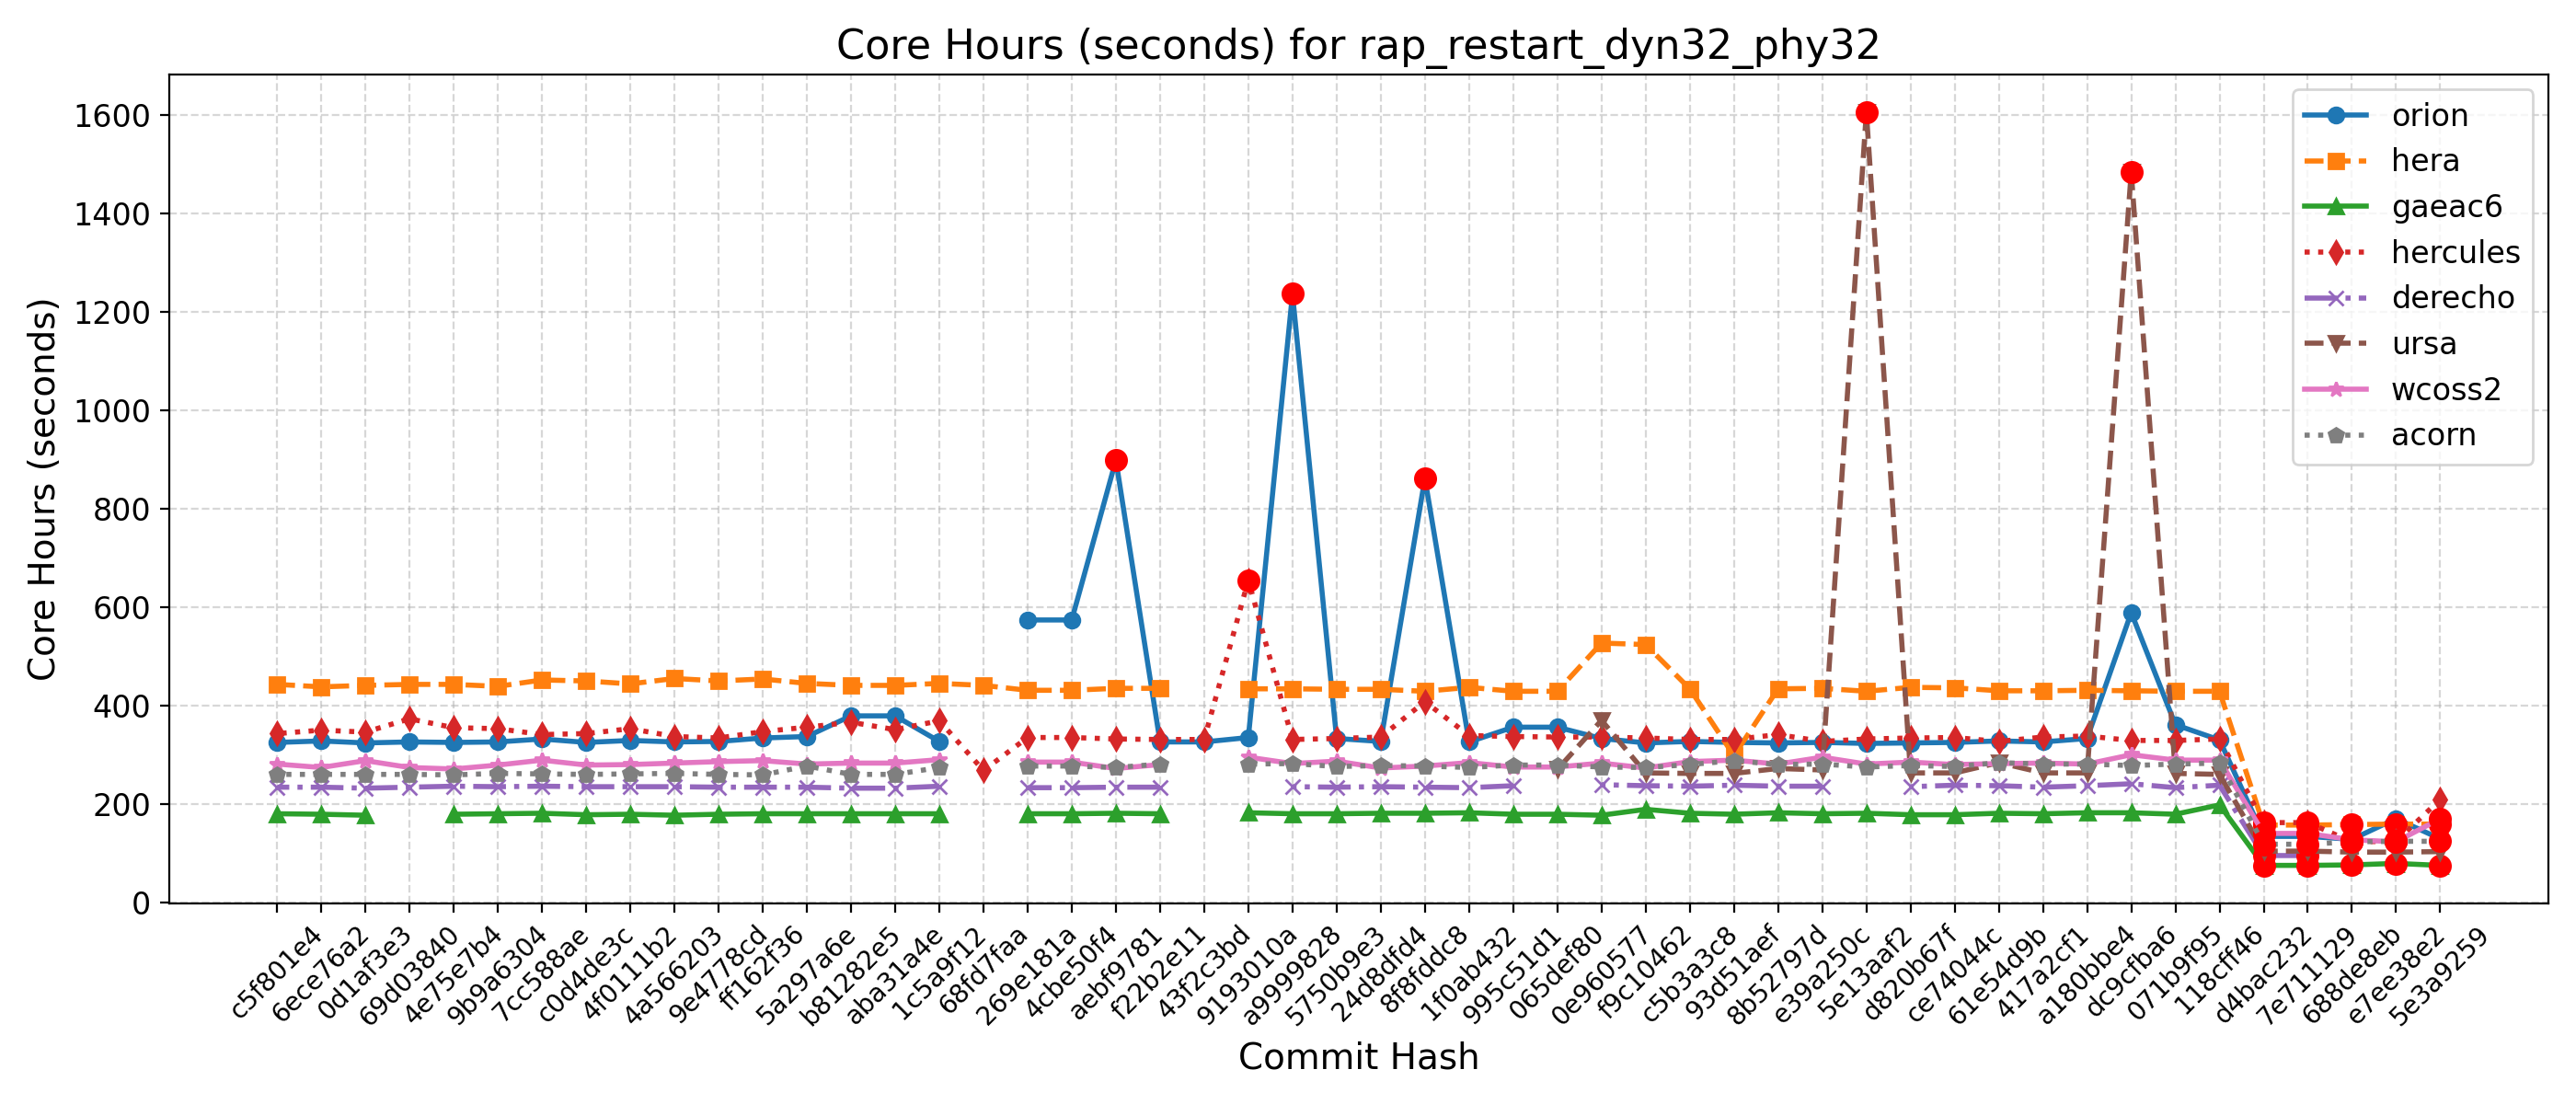 Core Hours (seconds) for rap_restart_dyn32_phy32
Core Hours (seconds)
1600
1400
1200
1000
800
600
400
200
0
orion
hera
gaeac6
hercules
derecho
ursa
wcoss2
acorn
c5f801e4
6ece76a2
0d1af3e3
69d03840
4e75e7b4
9b9a6304
7cc588ae
c0d4de3c
4f0111b2
4a566203
9e4778cd
ff162f36
5a297a6e
b81282e5
aba31a4e
1c5a9f12
68fd7faa
269e181a
4cbe50f4
aebf9781
f22b2e11
43f2c3bd
9193010a
a9999828
5750b9e3
24d8dfd4
8f8fddc8
1f0ab432
995c51d1
065def80
0e960577
f9c10462
c5b3a3c8
93d51aef
8b52797d
e39a250c
5e13aaf2
d820b67f
ce74044c
61e54d9b
417a2cf1
a180bbe4
dc9cfba6
071b9f95
118cff46
d4bac232
7e711129
688de8eb
e7ee38e2
5e3a9259
Commit Hash